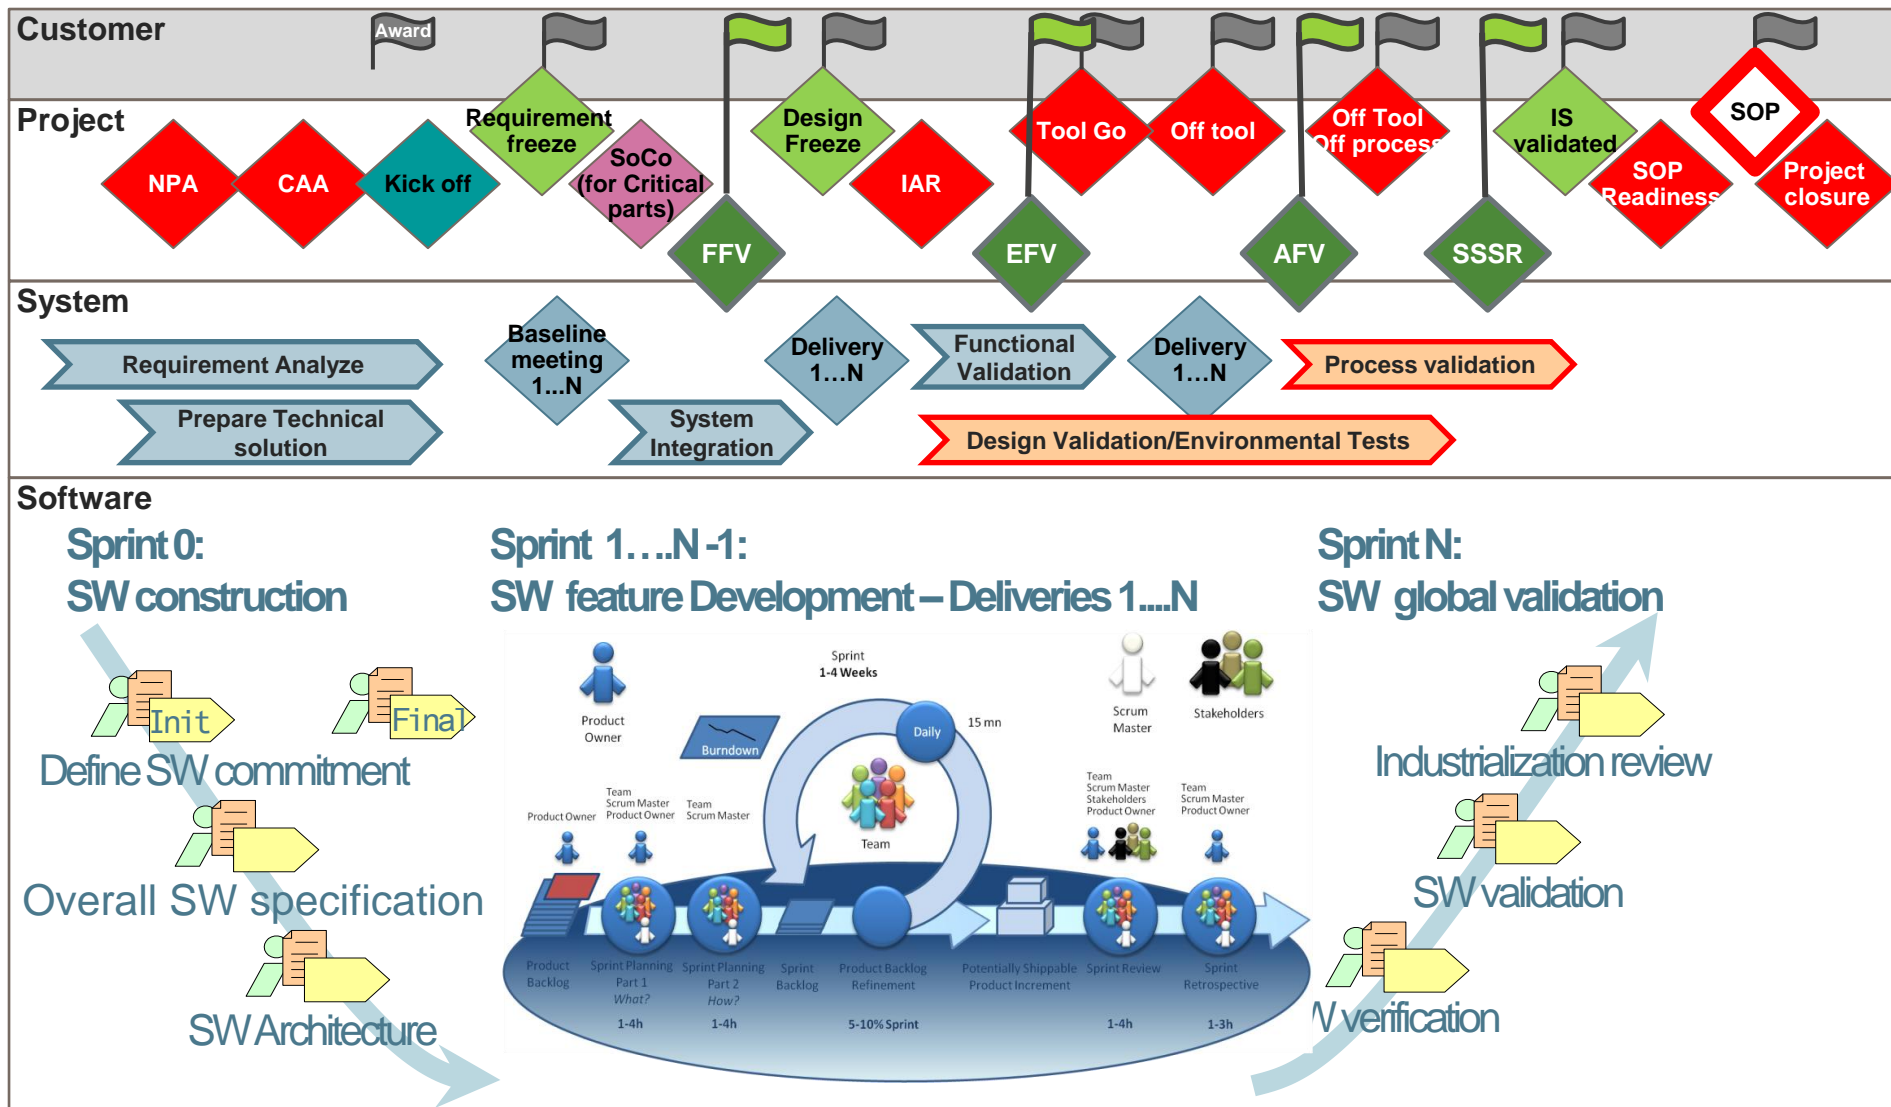 Customer
Award
Project
NPA
CAA
Kick off
Requirement
freeze
SoCo
(for Critical
parts)
FFV
Design
Freeze
IAR
Tool Go
EFV
Off tool
AFV
Off Tool
Off process
SSSR
IS
validated
SOP
Readiness
SOP
Project
closure
System
Requirement Analyze
Prepare Technical
solution
Baseline
meeting
1...N
System
Integration
Delivery
1…N
Functional
Validation
Delivery
1…N
Process validation
Design Validation/Environmental Tests
Software
Sprint 0:
SW construction
Init
Final
Define SW commitment
Overall SW specification
SW Architecture
Sprint 1….N -1:
SW feature Development – Deliveries 1....N
Product
Owner
Burndown
Sprint
1-4 Weeks
Daily
15 mn
Team
Scrum
Master
Stakeholders
Product Owner
Team
Scrum Master
Product Owner
Team
Scrum Master
Team
Scrum Master
Stakeholders
Product Owner
Team
Scrum Master
Product Owner
Product
Backlog
Sprint Planning
Part 1
What?
1-4h
Sprint Planning
Part 2
How?
1-4h
Sprint
Backlog
Product Backlog
Refinement
5-10% Sprint
Potentially Shippable
Product Increment
Sprint Review
1-4h
Sprint
Retrospective
1-3h
Sprint N:
SW global validation
Industrialization review
SW validation
verification